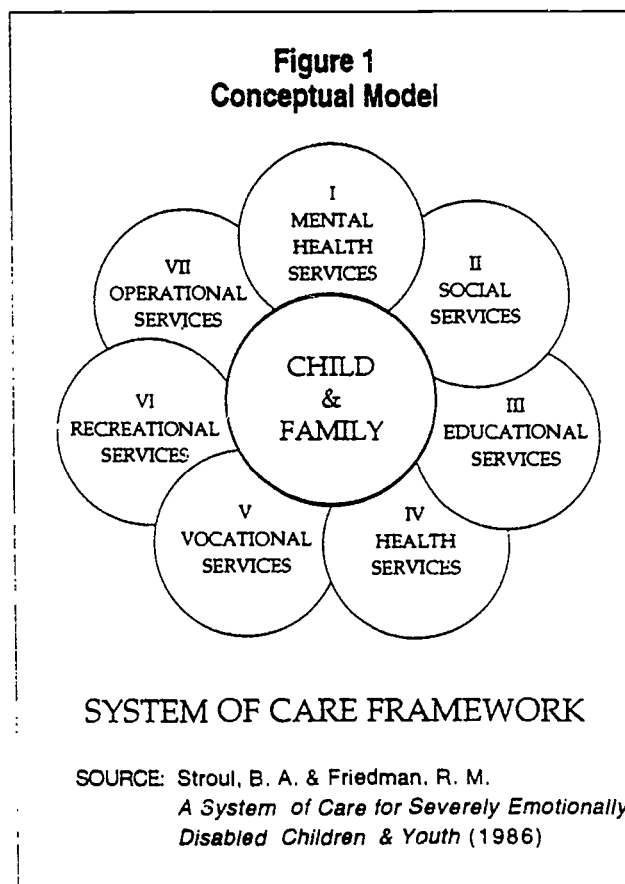 Figure 1
Conceptual Model
I
MENTAL
HEALTH
SERVICES
II
SOCIAL
SERVICES
III
EDUCATIONAL
SERVICES
IV
HEALTH
SERVICES
V
VOCATIONAL
SERVICES
VI
RECREATIONAL
SERVICES
VII
OPERATIONAL
SERVICES
CHILD
&
FAMILY
SYSTEM OF CARE FRAMEWORK
SOURCE: Stroul, B. A. & Friedman. R. M.
A System of Care for Severely Emotionally
Disabled Children & Youth (1986)